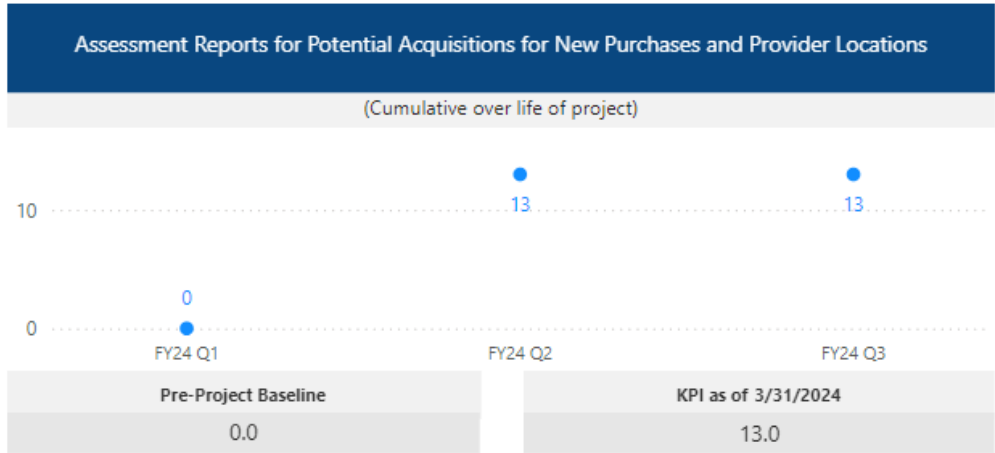 Assessment Reports for Potential Acquisitions for New Purchases and Provider Locations
(Cumulative over life of project)
10
13
13
0
0
FY24 Q1
FY24 Q2
FY24 Q3
Pre-Project Baseline
KPI as of 3/31/2024
0.0
13.0